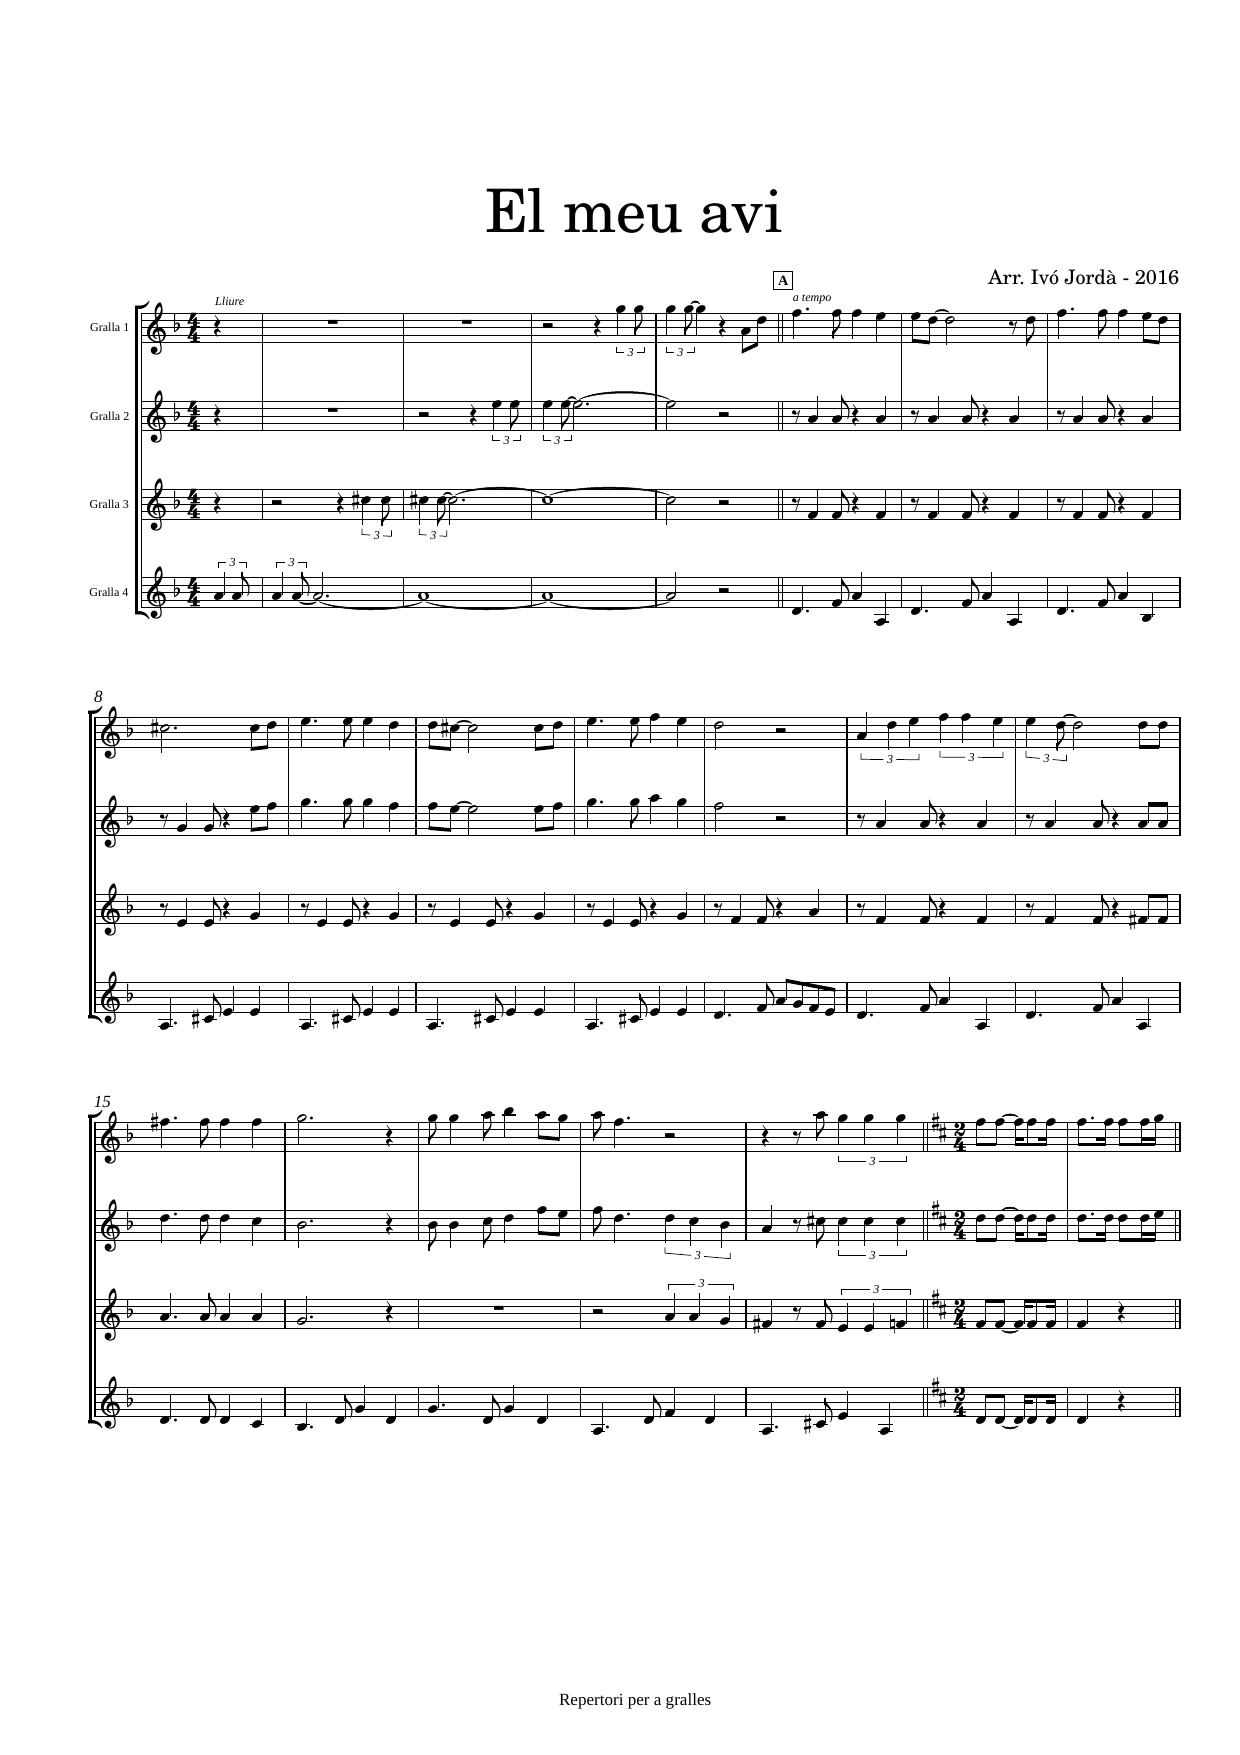 El meu avi
Arr. Ivó Jordà - 2016
A
Lliure
a tempo
Gralla 1
3 3
Gralla 2
3 3
Gralla 3
3 3
3 3
Gralla 4
8
3 3 3
15
3
3 3
3 3
Repertori per a gralles